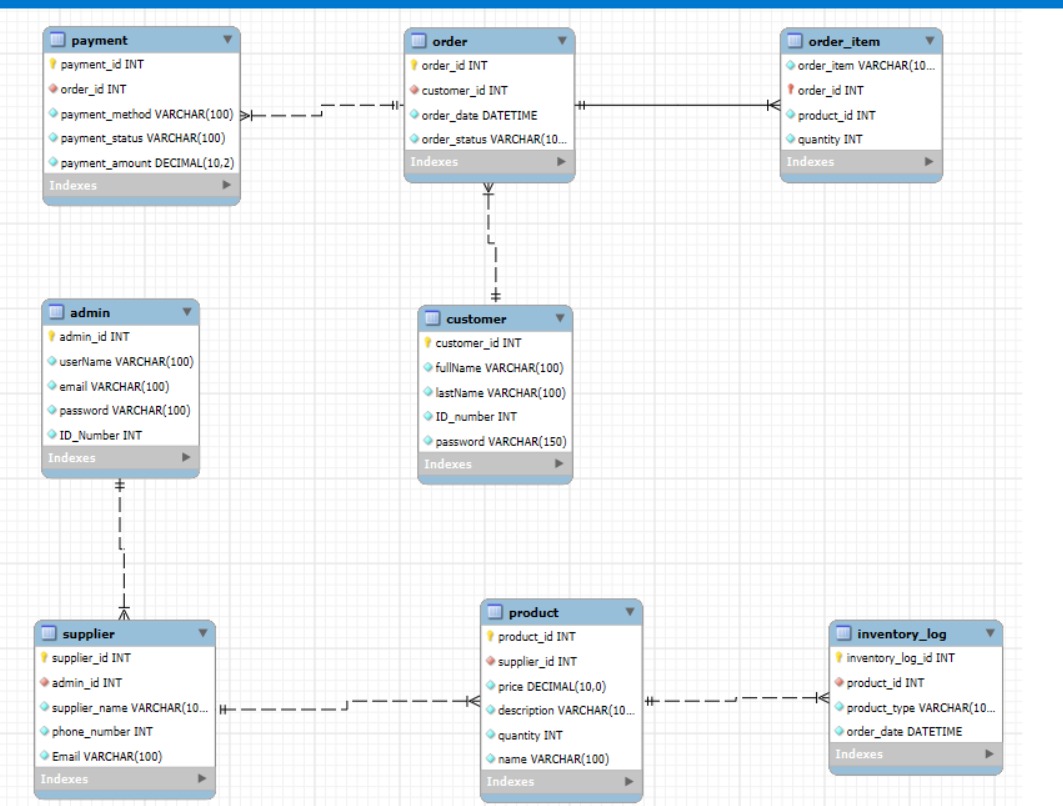 payment
payment_id INT
order_id INT
payment_method VARCHAR(100)
payment_status VARCHAR(100)
payment_amount DECIMAL(10,2)
Indexes
order
order_id INT
customer_id INT
order_date DATETIME
order_status VARCHAR(10...
Indexes
order_item
order_item VARCHAR(10...
order_id INT
product_id INT
quantity INT
Indexes
admin
admin_id INT
userName VARCHAR(100)
email VARCHAR(100)
password VARCHAR(100)
ID_Number INT
Indexes
customer
customer_id INT
fullName VARCHAR(100)
lastName VARCHAR(100)
ID_number INT
password VARCHAR(150)
Indexes
supplier
supplier_id INT
admin_id INT
supplier_name VARCHAR(10...
phone_number INT
Email VARCHAR(100)
Indexes
product
product_id INT
supplier_id INT
price DECIMAL(10,0)
description VARCHAR(10...
quantity INT
name VARCHAR(100)
Indexes
inventory_log
inventory_log_id INT
product_id INT
product_type VARCHAR(10...
order_date DATETIME
Indexes